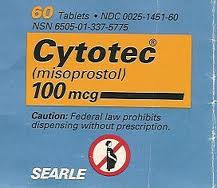 60 Tablets • NDC 0025-1451-60
NSN 6505-01-337-5775
Cytotec®
(misoprostol)
100 mcg
Caution: Federal law prohibits
dispensing without prescription.
SEARLE